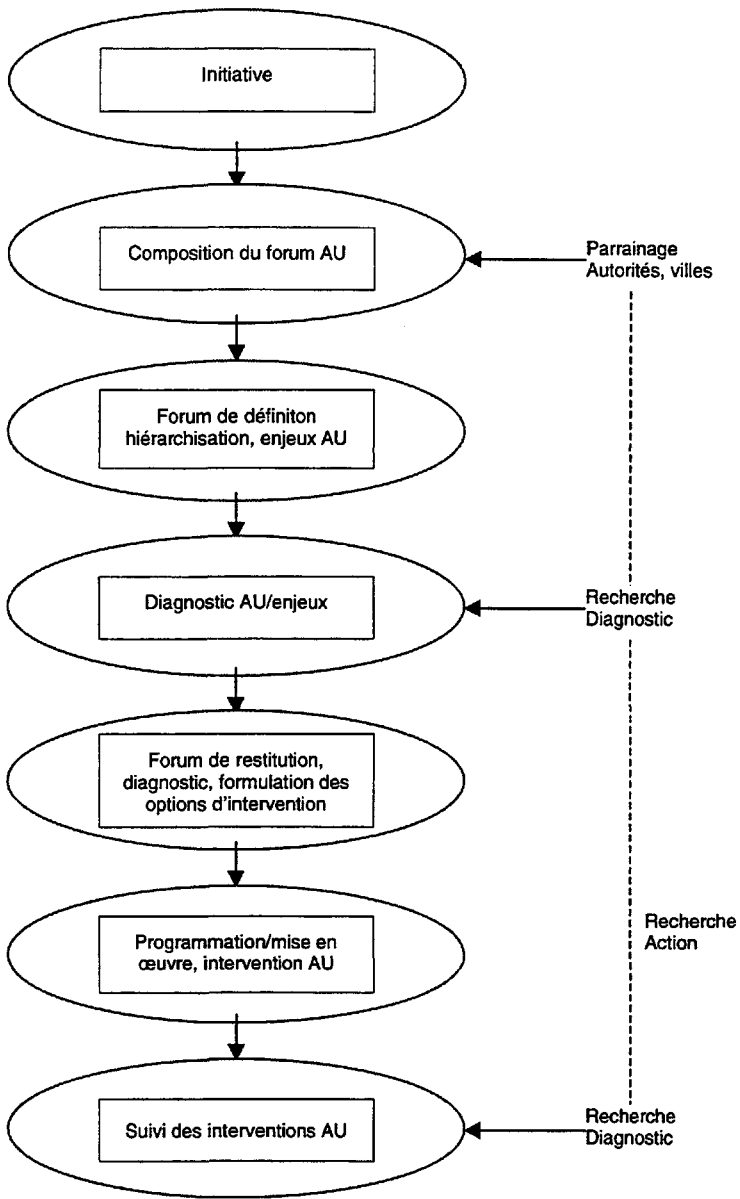 Initiative
Composition du forum AU
Parrainage
Autorités, villes
Forum de définiton
hiérarchisation, enjeux AU
Diagnostic AU/enjeux
Recherche
Diagnostic
Forum de restitution,
diagnostic, formulation des
options d'intervention
Programmation/mise en
œuvre, intervention AU
Recherche
Action
Suivi des interventions AU
Recherche
Diagnostic